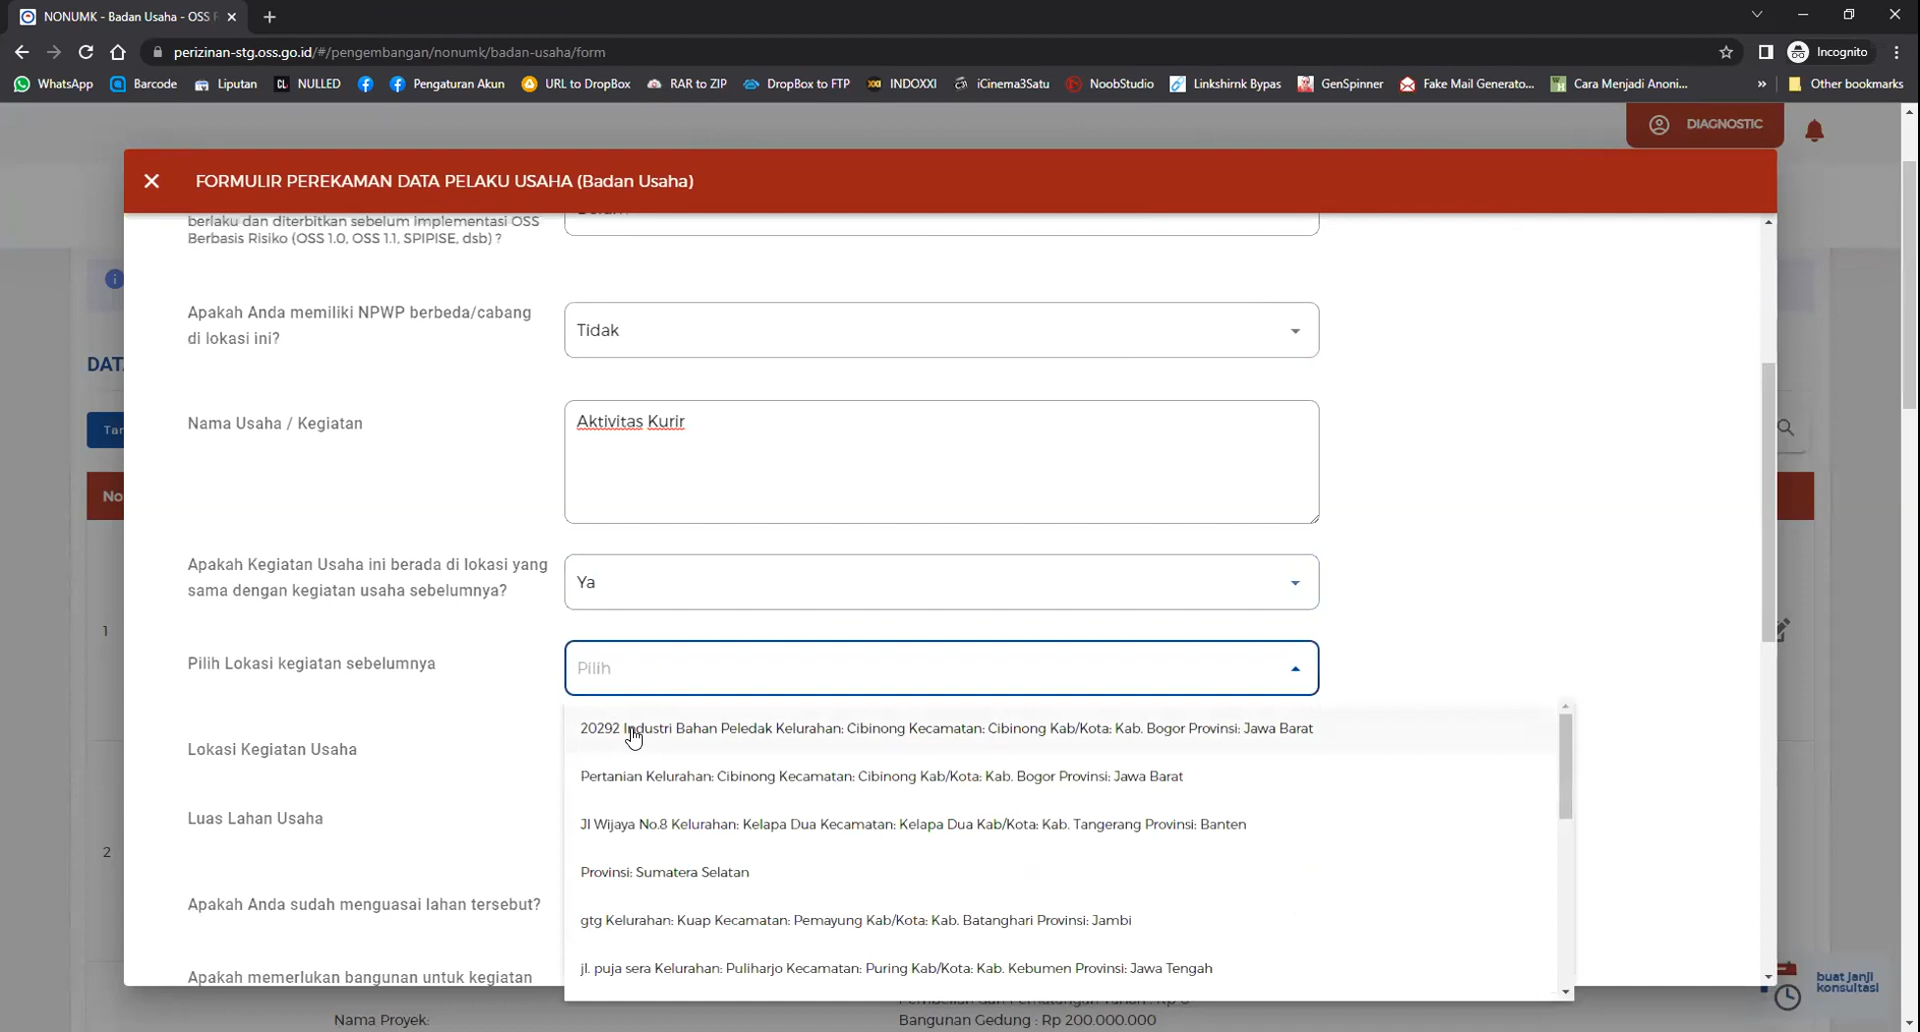 NONUMK - Badan Usaha - OSS R
perizinan-stg.oss.go.id/#/pengembangan/nonumk/badan-usaha/form
Incognito
WhatsApp
Barcode
Liputan
CL
NULLED
Pengaturan Akun
URL to DropBox
RAR to ZIP
DropBox to FTP
INDOXXI
iCinema3Satu
NoobStudio
Linkshirnk Bypas
GenSpinner
Fake Mail Generato...
Cara Menjadi Anoni...
Other bookmarks
DIAGNOSTIC
FORMULIR PEREKAMAN DATA PELAKU USAHA (Badan Usaha)
berlaku dan diterbitkan sebelum implementasi OSS
Berbasis Risiko (OSS 1.0, OSS 1.1, SPIPISE, dsb) ?
Apakah Anda memiliki NPWP berbeda/cabang
di lokasi ini?
Tidak
DAT
Tar
Nama Usaha / Kegiatan
Aktivitas Kurir
No
Apakah Kegiatan Usaha ini berada di lokasi yang
sama dengan kegiatan usaha sebelumnya?
Ya
1
Pilih Lokasi kegiatan sebelumnya
Pilih
20292 Industri Bahan Peledak Kelurahan: Cibinong Kecamatan: Cibinong Kab/Kota: Kab. Bogor Provinsi: Jawa Barat
Lokasi Kegiatan Usaha
Pertanian Kelurahan: Cibinong Kecamatan: Cibinong Kab/Kota: Kab. Bogor Provinsi: Jawa Barat
Luas Lahan Usaha
Jl Wijaya No.8 Kelurahan: Kelapa Dua Kecamatan: Kelapa Dua Kab/Kota: Kab. Tangerang Provinsi: Banten
2
Provinsi: Sumatera Selatan
Apakah Anda sudah menguasai lahan tersebut?
gtg Kelurahan: Kuap Kecamatan: Pemayung Kab/Kota: Kab. Batanghari Provinsi: Jambi
Apakah memerlukan bangunan untuk kegiatan
jl. puja sera Kelurahan: Puliharjo Kecamatan: Puring Kab/Kota: Kab. Kebumen Provinsi: Jawa Tengah
buat janji
konsultasi
Nama Proyek:
Bangunan Gedung : Rp 200.000.000